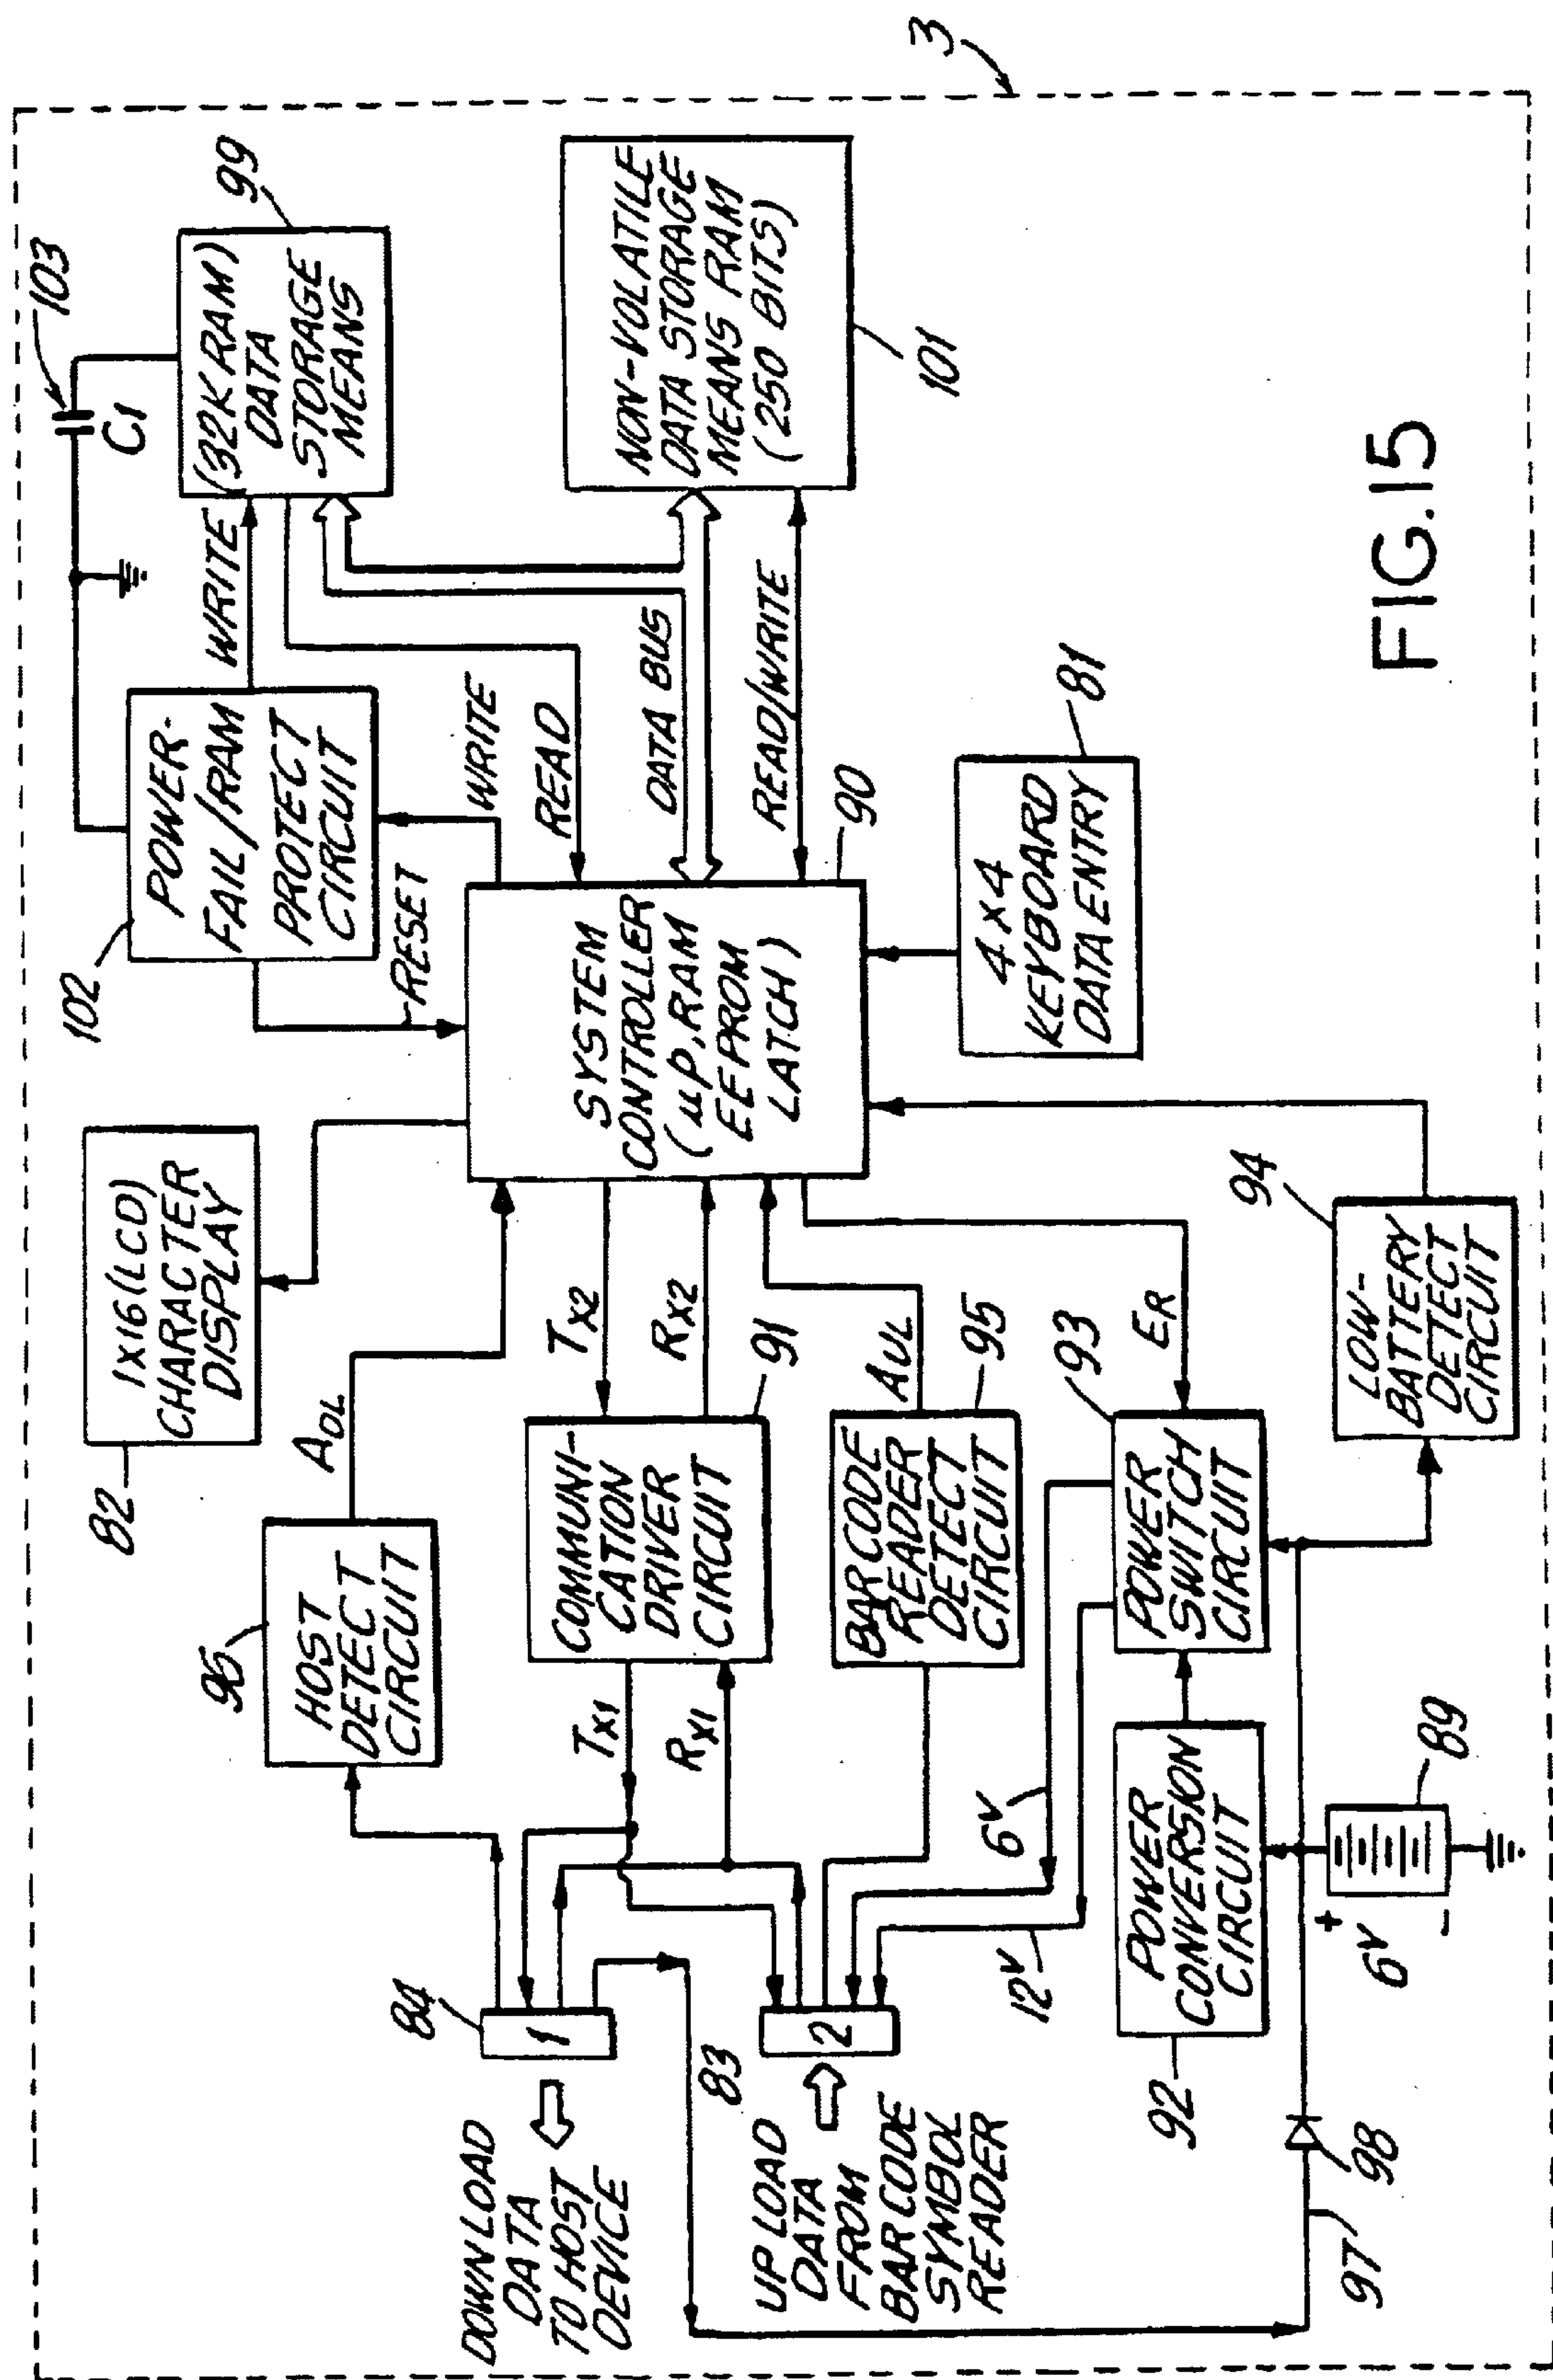 3
103
C1
99
(32K RAM)
DATA
STORAGE
MEANS
WRITE
102
POWER-
FAIL/RAM
PROTECT
CIRCUIT
RESET
WRITE
READ
DATA BUS
READ/WRITE
NON-VOLATILE
DATA STORAGE
MEANS RAM
(250 BITS)
101
82
1X16 (LCD)
CHARACTER
DISPLAY
90
SYSTEM
CONTROLLER
(μP, RAM
EEPROM
LATCH)
4X4
KEYBOARD
DATA ENTRY
81
HOST
DETECT
CIRCUIT
ADL
TX2
RX2
COMMUNI-
CATION
DRIVER
CIRCUIT
91
TX1
RX1
BAR CODE
READER
DETECT
CIRCUIT
95
AUL
ER
POWER
SWITCH
CIRCUIT
93
LOW-
BATTERY
DETECT
CIRCUIT
94
84
1
DOWN LOAD
DATA
TO HOST
DEVICE
83
2
UP LOAD
DATA
FROM
BAR CODE
SYMBOL
READER
6V
12V
POWER
CONVERSION
CIRCUIT
92
89
+
6V
-
97
98
FIG.15